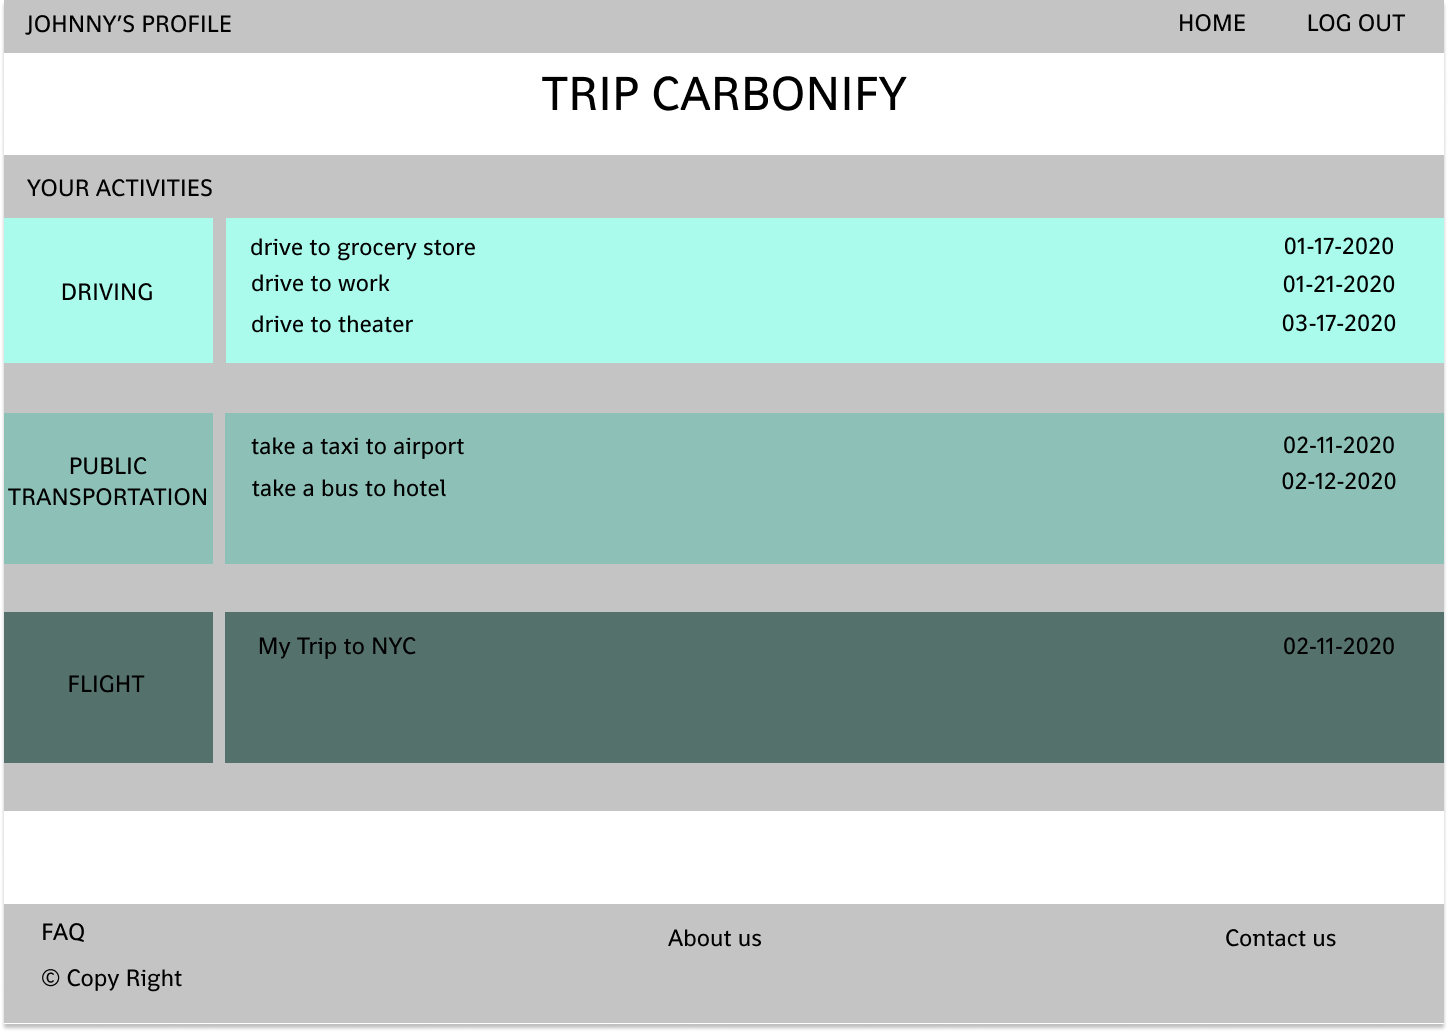 JOHNNY’S PROFILE
HOME
LOG OUT
TRIP CARBONIFY
YOUR ACTIVITIES
DRIVING
drive to grocery store
01-17-2020
drive to work
01-21-2020
drive to theater
03-17-2020
PUBLIC
TRANSPORTATION
take a taxi to airport
02-11-2020
take a bus to hotel
02-12-2020
FLIGHT
My Trip to NYC
02-11-2020
FAQ
About us
Contact us
© Copy Right